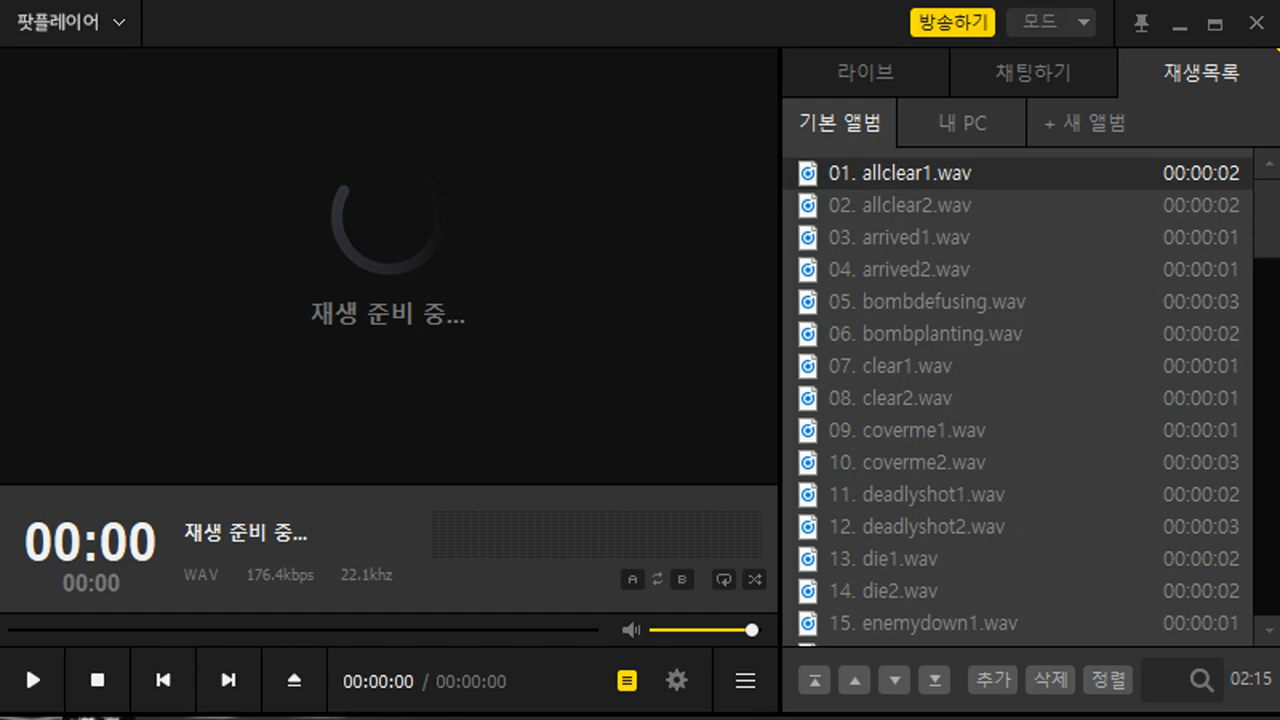 팟플레이어
방송하기
모드
라이브
채팅하기
재생목록
기본 앨범
내 PC
+ 새 앨범
01. allclear1.wav 00:00:02
02. allclear2.wav 00:00:02
03. arrived1.wav 00:00:01
04. arrived2.wav 00:00:01
05. bombdefusing.wav 00:00:03
06. bombplanting.wav 00:00:02
07. clear1.wav 00:00:01
08. clear2.wav 00:00:01
09. coverme1.wav 00:00:01
10. coverme2.wav 00:00:03
11. deadlyshot1.wav 00:00:02
12. deadlyshot2.wav 00:00:03
13. die1.wav 00:00:02
14. die2.wav 00:00:02
15. enemydown1.wav 00:00:01
재생 준비 중...
00:00
00:00
재생 준비 중...
WAV 176.4kbps 22.1khz
A B
00:00:00 / 00:00:00
추가
삭제
정렬
02:15